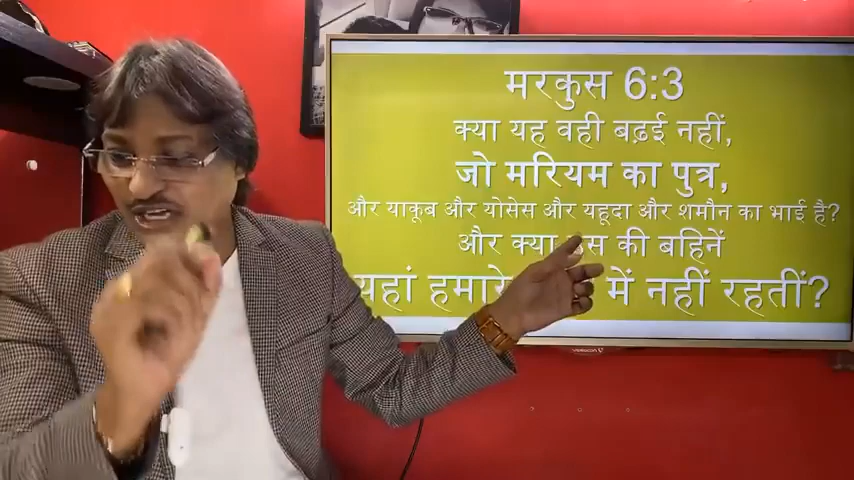 मरकुस 6:3
क्या यह वही बढ़ई नहीं,
जो मरियम का पुत्र,
और याकूब और योसेस और यहूदा और शमौन का भाई है?
और क्या की बहिनें
यहां हमारे में नहीं रहतीं?